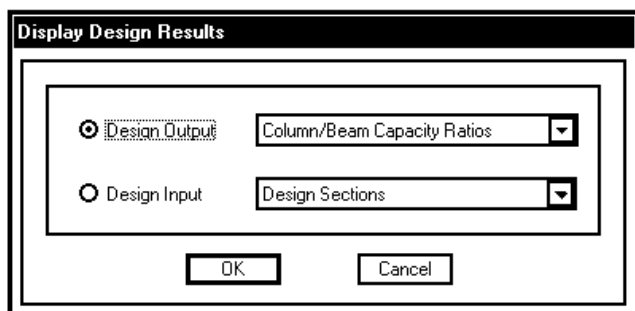 Display Design Results
Design Output Column/Beam Capacity Ratios
Design Input Design Sections
OK Cancel